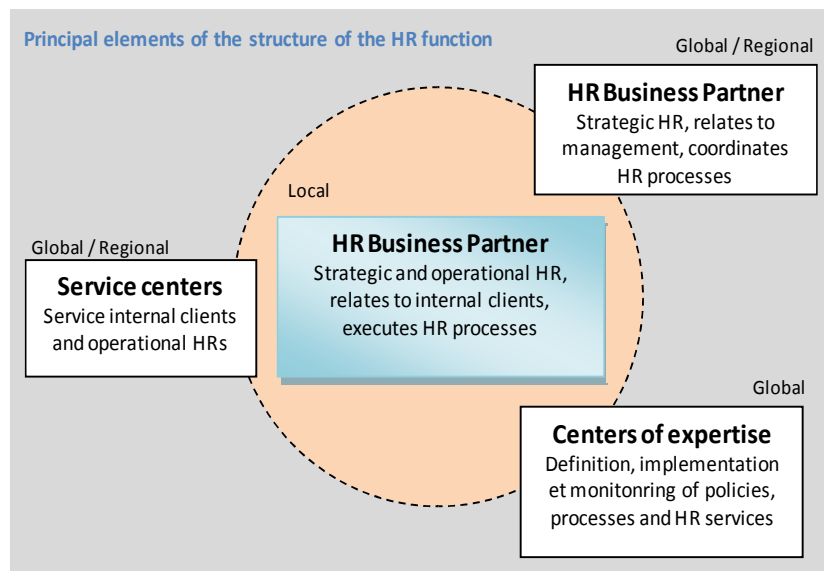 Principal elements of the structure of the HR function
Global / Regional
HR Business Partner
Strategic HR, relates to
management, coordinates
HR processes
Local
HR Business Partner
Strategic and operational HR,
relates to internal clients,
executes HR processes
Global / Regional
Service centers
Service internal clients
and operational HRs
Global
Centers of expertise
Definition, implementation
et monitonring of policies,
processes and HR services